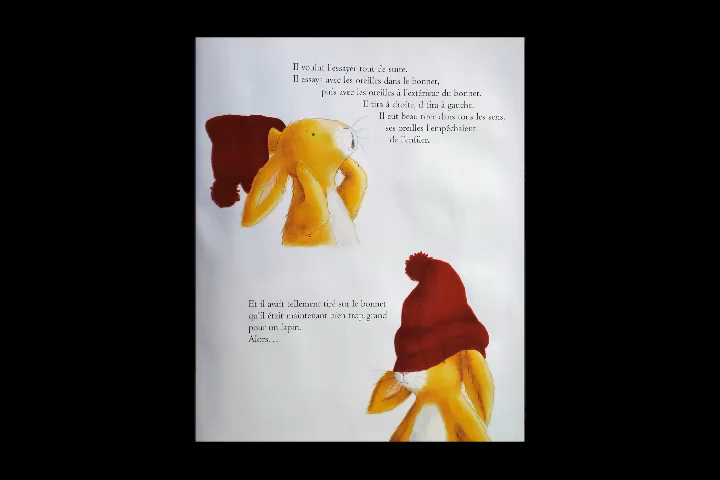 Il voulut l'essayer tout de suite.
Il essaya avec les oreilles dans le bonnet,
puis avec les oreilles à l'extérieur du bonnet.
Il tira à droite, il tira à gauche.
Il eut beau tirer dans tous les sens,
ses oreilles l'empêchaient
de l'enfiler.
Et il avait tellement tiré sur le bonnet
qu'il était maintenant bien trop grand
pour un lapin.
Alors...